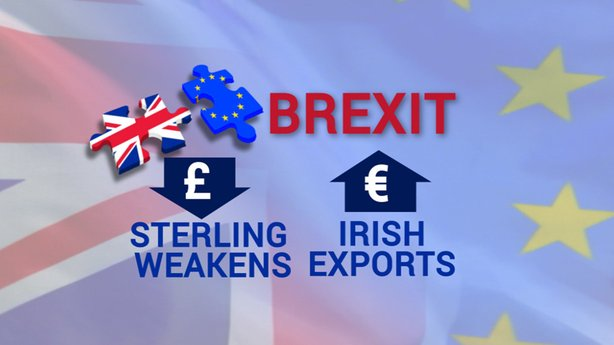 BREXIT
£
€
STERLING
WEAKENS
IRISH
EXPORTS